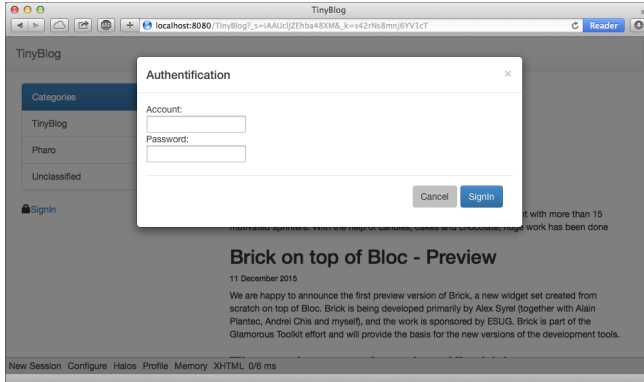 TinyBlog
localhost:8080/TinyBlog?_s=iAAUcljZEhba48XM&_k=s42rNs8mnj6YV1cT
Reader
TinyBlog
Authentification ×
Categories
TinyBlog
Pharo
Unclassified
SignIn
Account:
Password:
Cancel SignIn
t with more than 15
motivated sprinters. With the help of candies, cakes and chocolate, huge work has been done
Brick on top of Bloc - Preview
11 December 2015
We are happy to announce the first preview version of Brick, a new widget set created from
scratch on top of Bloc. Brick is being developed primarily by Alex Syrel (together with Alain
Plantec, Andrei Chis and myself), and the work is sponsored by ESUG. Brick is part of the
Glamorous Toolkit effort and will provide the basis for the new versions of the development tools.
New Session Configure Halos Profile Memory XHTML 0/6 ms